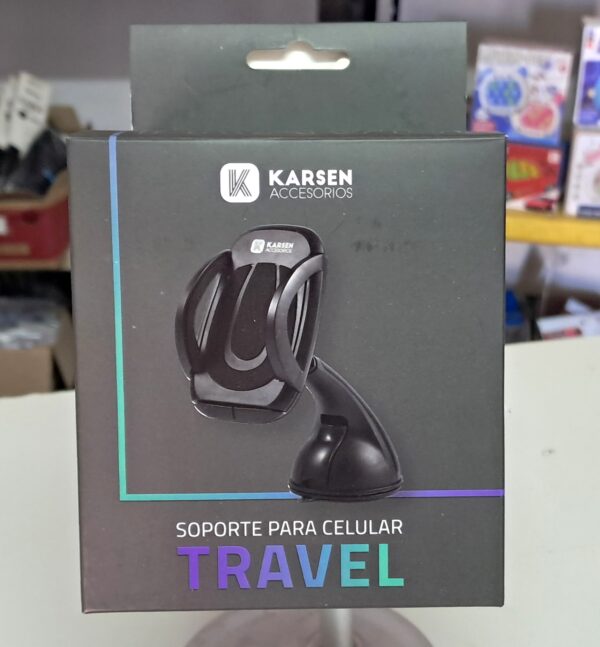 KARSEN
ACCESORIOS
KARSEN
ACCESORIOS
SOPORTE PARA CELULAR
TRAVEL